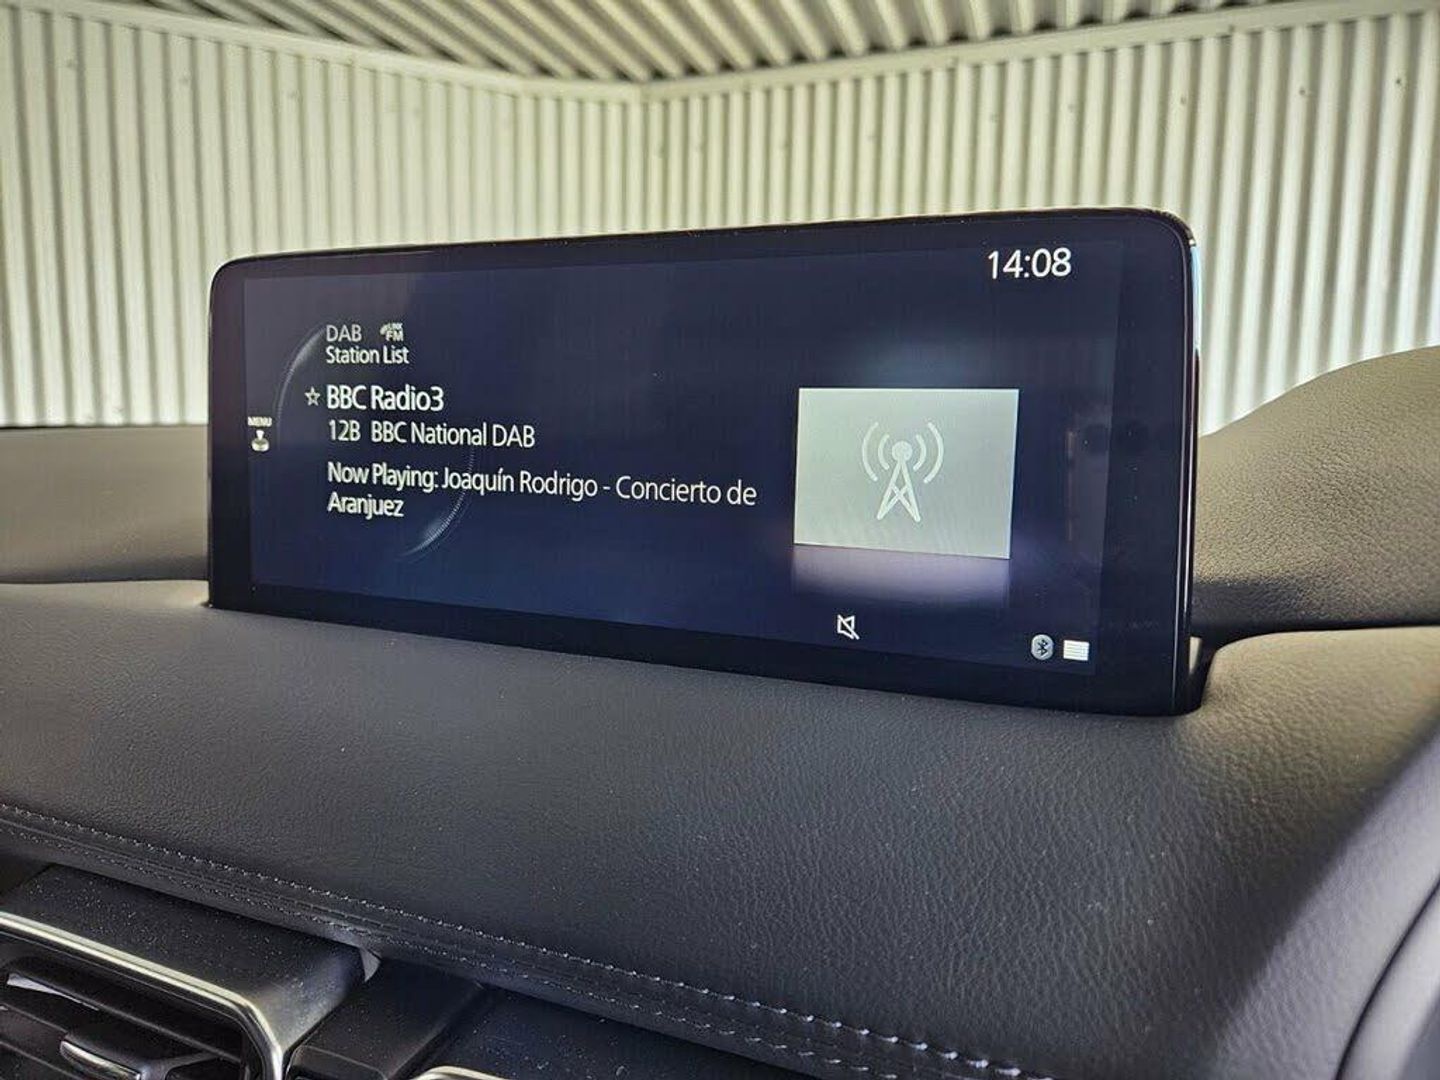 14:08
DAB LINK FM
Station List
☆ BBC Radio3
MENU
12B BBC National DAB
Now Playing: Joaquín Rodrigo - Concierto de
Aranjuez